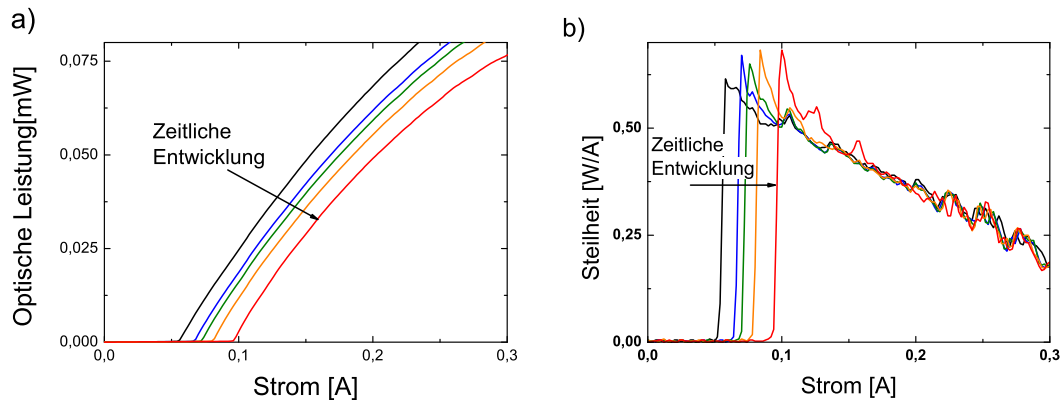 a)
Optische Leistung[mW]
0,075
0,050
0,025
0,000
Zeitliche
Entwicklung
0,0
0,1
0,2
0,3
Strom [A]
b)
Steilheit [W/A]
0,50
0,25
0,00
Zeitliche
Entwicklung
0.0
0,1
0,2
0,3
Strom [A]